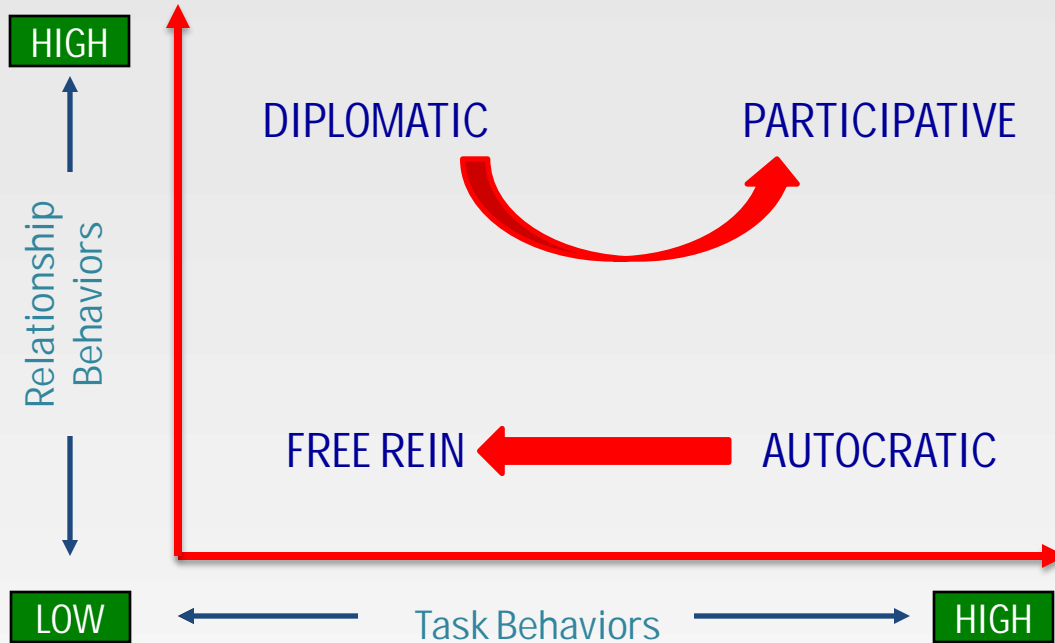 HIGH
DIPLOMATIC
PARTICIPATIVE
Relationship
Behaviors
FREE REIN
AUTOCRATIC
LOW
Task Behaviors
HIGH